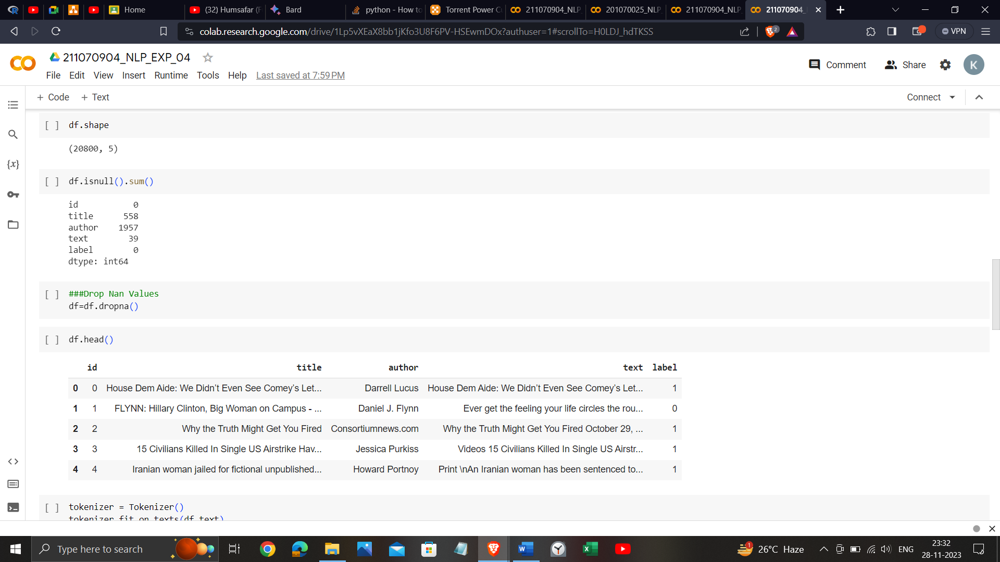 Home
(32) Humsafar (F
Bard
python - How to
Torrent Power C
211070904_NLP_
201070025_NLP_
211070904_NLP_
211070904_
colab.research.google.com/drive/1Lp5vXEaX8bb1jKfo3U8F6PV-HSEwmDOx?authuser=1#scrollTo=H0LDJ_hdTKSS
2
VPN
211070904_NLP_EXP_04
File Edit View Insert Runtime Tools Help Last saved at 7:59 PM
Comment
Share
K
+ Code + Text
Connect
[ ] df.shape
(20800, 5)
{x}
[ ] df.isnull().sum()
id 0
title 558
author 1957
text 39
label 0
dtype: int64
[ ] ###Drop Nan Values
df=df.dropna()
[ ] df.head()
id title author text label
0 0 House Dem Aide: We Didn’t Even See Comey’s Let... Darrell Lucus House Dem Aide: We Didn’t Even See Comey’s Let... 1
1 1 FLYNN: Hillary Clinton, Big Woman on Campus - ... Daniel J. Flynn Ever get the feeling your life circles the rou... 0
2 2 Why the Truth Might Get You Fired Consortiumnews.com Why the Truth Might Get You Fired October 29, ... 1
3 3 15 Civilians Killed In Single US Airstrike Hav... Jessica Purkiss Videos 15 Civilians Killed In Single US Airstr... 1
4 4 Iranian woman jailed for fictional unpublished... Howard Portnoy Print \nAn Iranian woman has been sentenced to... 1
[ ] tokenizer = Tokenizer()
tokenizer.fit_on_texts(df.text)
Type here to search
1
26°C Haze
ENG
23:32
28-11-2023